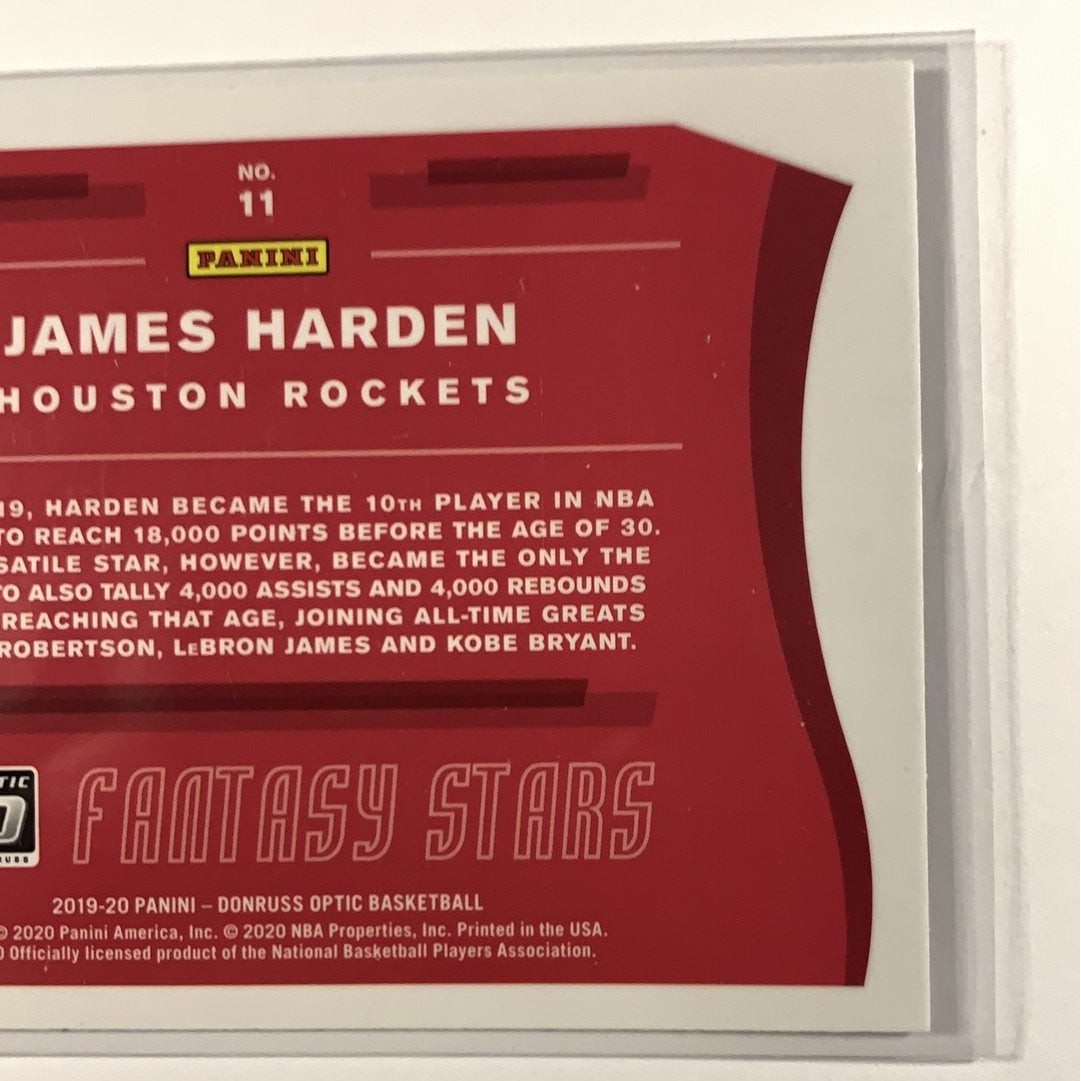 NO.
11
PANINI
JAMES HARDEN
HOUSTON ROCKETS
19, HARDEN BECAME THE 10TH PLAYER IN NBA
TO REACH 18,000 POINTS BEFORE THE AGE OF 30.
SATILE STAR, HOWEVER, BECAME THE ONLY THE
TO ALSO TALLY 4,000 ASSISTS AND 4,000 REBOUNDS
REACHING THAT AGE, JOINING ALL-TIME GREATS
ROBERTSON, LeBRON JAMES AND KOBE BRYANT.
TIC
FANTASY STARS
RUSS
2019-20 PANINI – DONRUSS OPTIC BASKETBALL
© 2020 Panini America, Inc. © 2020 NBA Properties, Inc. Printed in the USA.
Officially licensed product of the National Basketball Players Association.